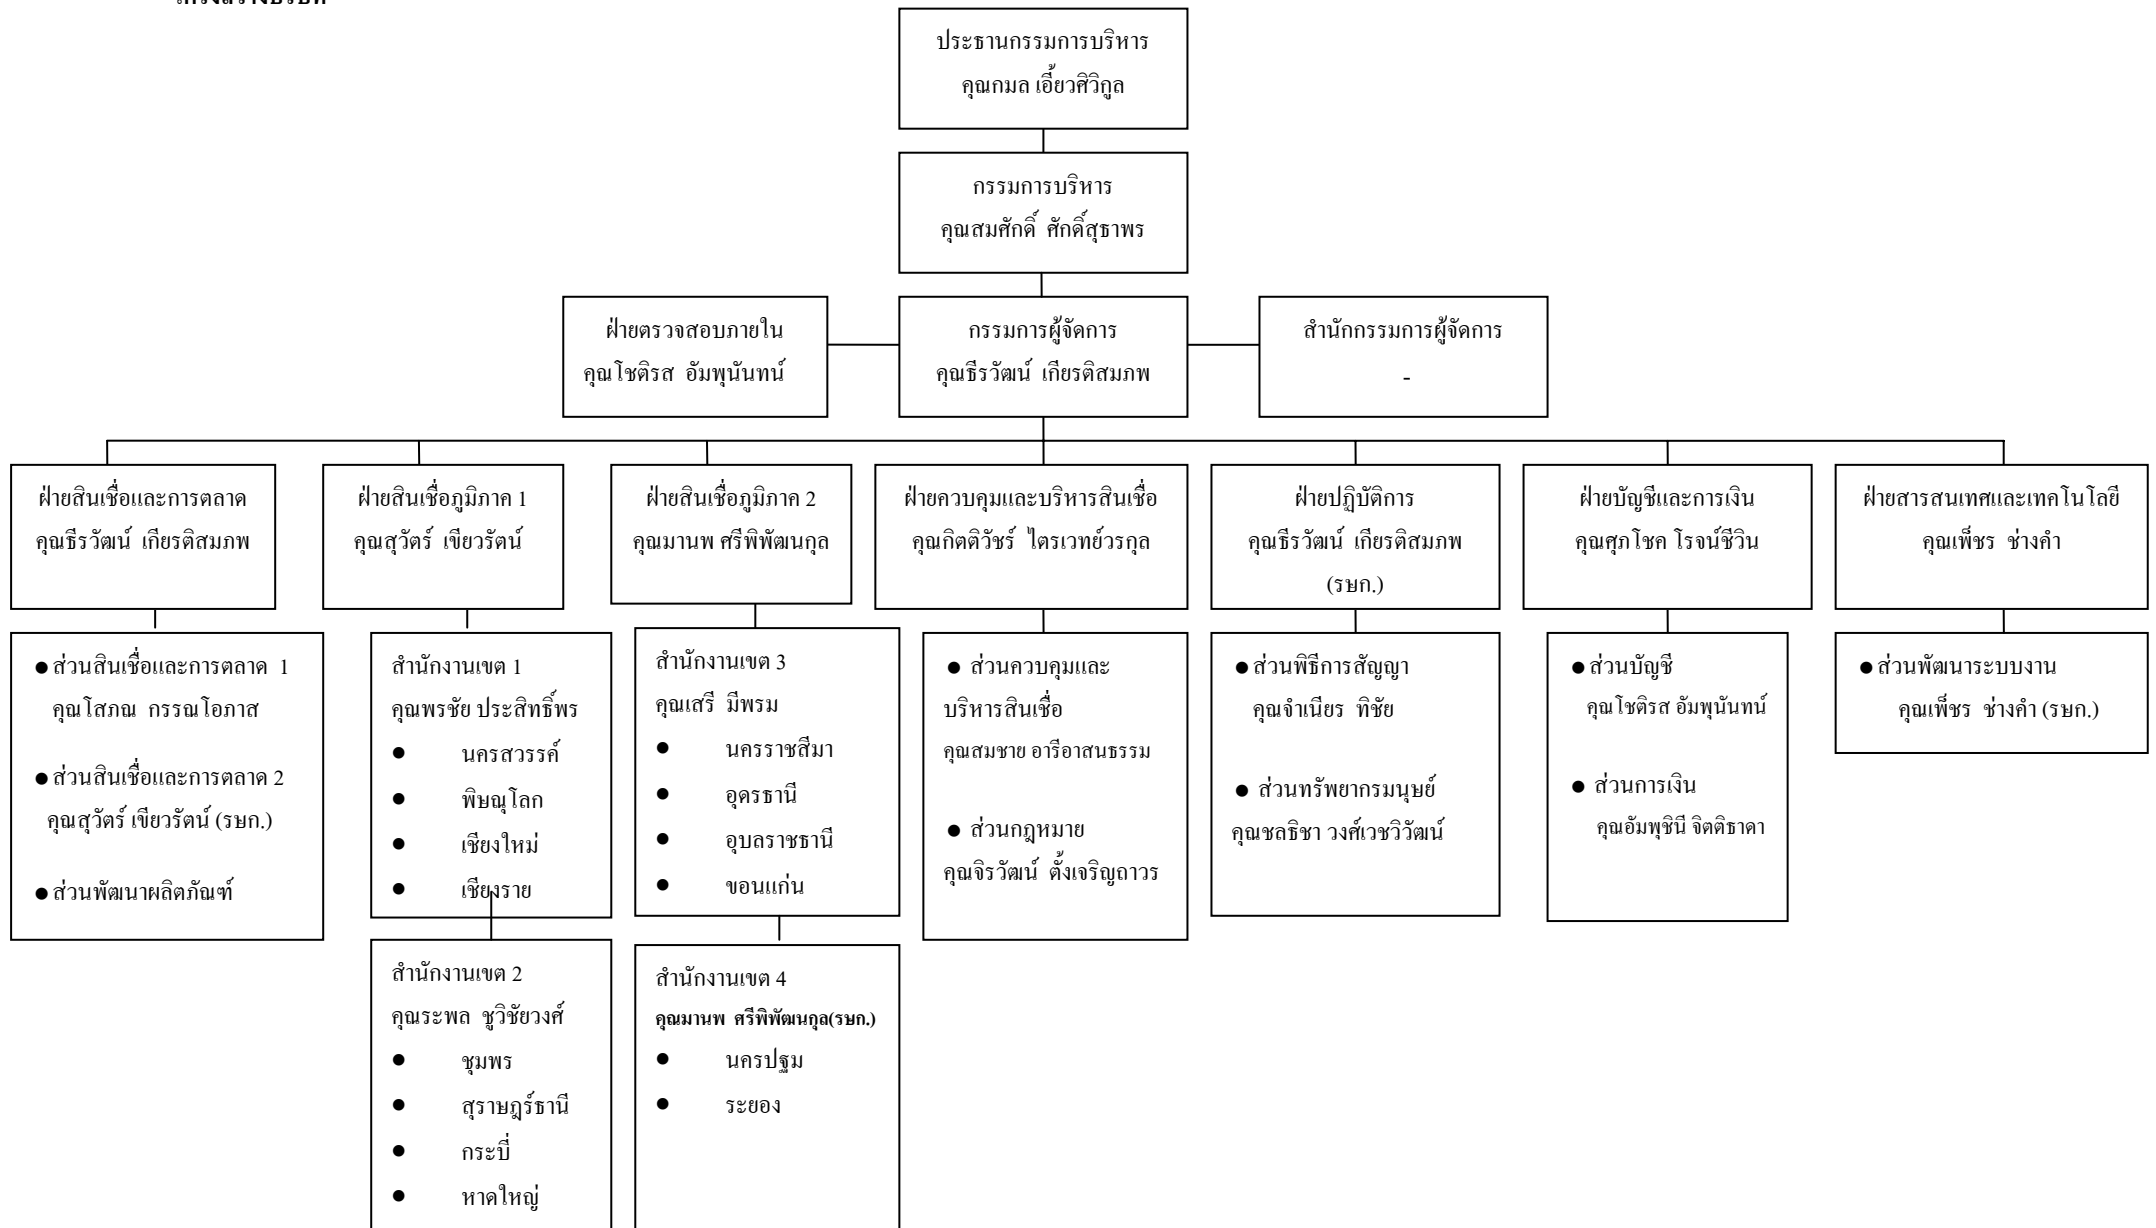 โครงสร้างบริษัท
ประธานกรรมการบริหาร
คุณกมล เอี้ยวศิวิกูล
กรรมการบริหาร
คุณสมศักดิ์ ศักดิ์สุธาพร
ฝ่ายตรวจสอบภายใน
คุณโชติรส อัมพุนันทน์
กรรมการผู้จัดการ
คุณธีรวัฒน์ เกียรติสมภพ
สำนักกรรมการผู้จัดการ
-
ฝ่ายสินเชื่อและการตลาด
คุณธีรวัฒน์ เกียรติสมภพ
ฝ่ายสินเชื่อภูมิภาค 1
คุณสุวัตร์ เขียวรัตน์
ฝ่ายสินเชื่อภูมิภาค 2
คุณมานพ ศรีพิพัฒนกุล
ฝ่ายควบคุมและบริหารสินเชื่อ
คุณกิตติวัชร์ ไตรเวทย์วรกุล
ฝ่ายปฏิบัติการ
คุณธีรวัฒน์ เกียรติสมภพ
(รษก.)
ฝ่ายบัญชีและการเงิน
คุณศุภโชค โรจน์ชีวิน
ฝ่ายสารสนเทศและเทคโนโลยี
คุณเพ็ชร ช่างคำ
● ส่วนสินเชื่อและการตลาด 1
คุณโสภณ กรรณโอภาส
● ส่วนสินเชื่อและการตลาด 2
คุณสุวัตร์ เขียวรัตน์ (รษก.)
● ส่วนพัฒนาผลิตภัณฑ์
สำนักงานเขต 1
คุณพรชัย ประสิทธิ์พร
● นครสวรรค์
● พิษณุโลก
● เชียงใหม่
● เชียงราย
สำนักงานเขต 2
คุณระพล ชูวิชัยวงศ์
● ชุมพร
● สุราษฎร์ธานี
● กระบี่
● หาดใหญ่
สำนักงานเขต 3
คุณเสรี มีพรม
● นครราชสีมา
● อุดรธานี
● อุบลราชธานี
● ขอนแก่น
สำนักงานเขต 4
คุณมานพ ศรีพิพัฒนกุล(รษก.)
● นครปฐม
● ระยอง
● ส่วนควบคุมและ
บริหารสินเชื่อ
คุณสมชาย อารีอาสนธรรม
● ส่วนกฎหมาย
คุณจิรวัฒน์ ตั้งเจริญถาวร
● ส่วนพิธีการสัญญา
คุณจำเนียร ทิชัย
● ส่วนทรัพยากรมนุษย์
คุณชลธิชา วงศ์เวชวิวัฒน์
● ส่วนบัญชี
คุณโชติรส อัมพุนันทน์
● ส่วนการเงิน
คุณอัมพุชินี จิตติธาดา
● ส่วนพัฒนาระบบงาน
คุณเพ็ชร ช่างคำ (รษก.)